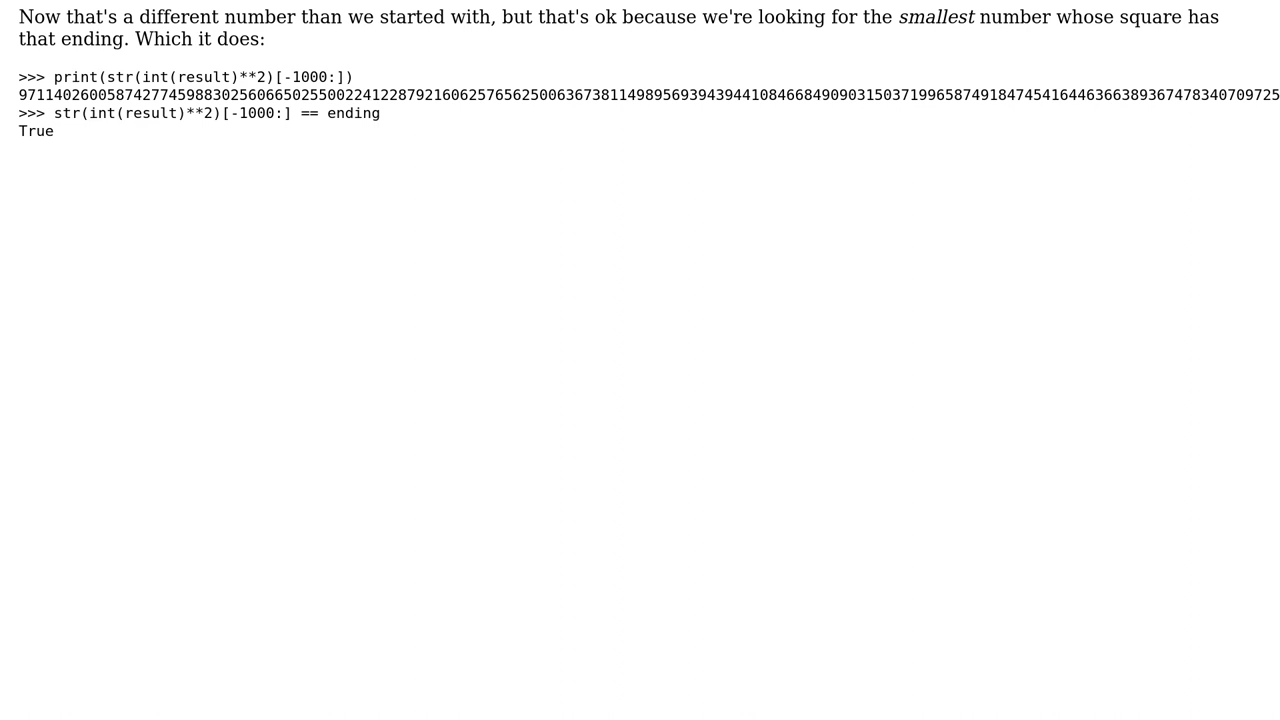 Now that's a different number than we started with, but that's ok because we're looking for the smallest number whose square has
that ending. Which it does:
>>> print(str(int(result)**2)[-1000:])
97114026005874277459883025606650255002241228792160625765625006367381149895693943944108466849090315037199658749184745416446366389367478340709725
>>> str(int(result)**2)[-1000:] == ending
True